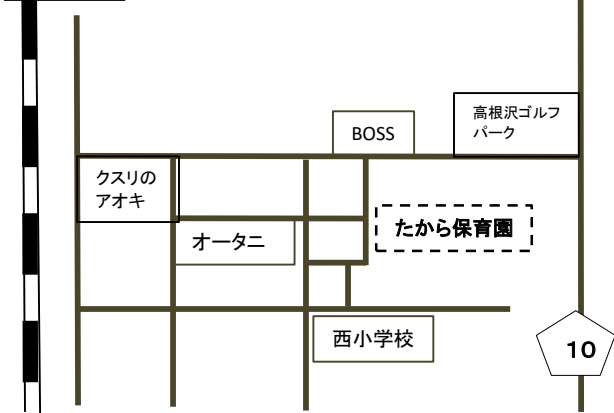 高根沢ゴルフ
パーク
BOSS
クスリの
アオキ
たから保育園
オータニ
西小学校
10